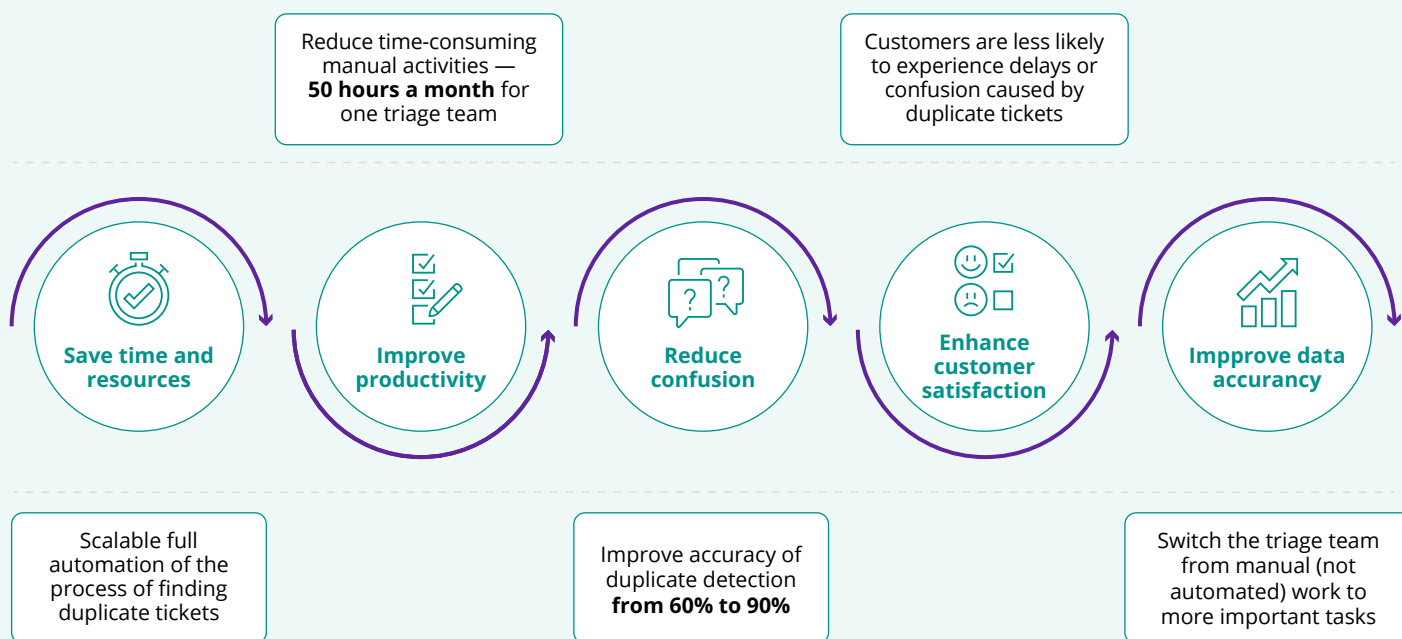 Reduce time-consuming
manual activities —
50 hours a month for
one triage team
Customers are less likely
to experience delays or
confusion caused by
duplicate tickets
Save time and
resources
Improve
productivity
? ?
Reduce
confusion
Enhance
customer
satisfaction
Impprove data
accurancy
Scalable full
automation of the
process of finding
duplicate tickets
Improve accuracy of
duplicate detection
from 60% to 90%
Switch the triage team
from manual (not
automated) work to
more important tasks